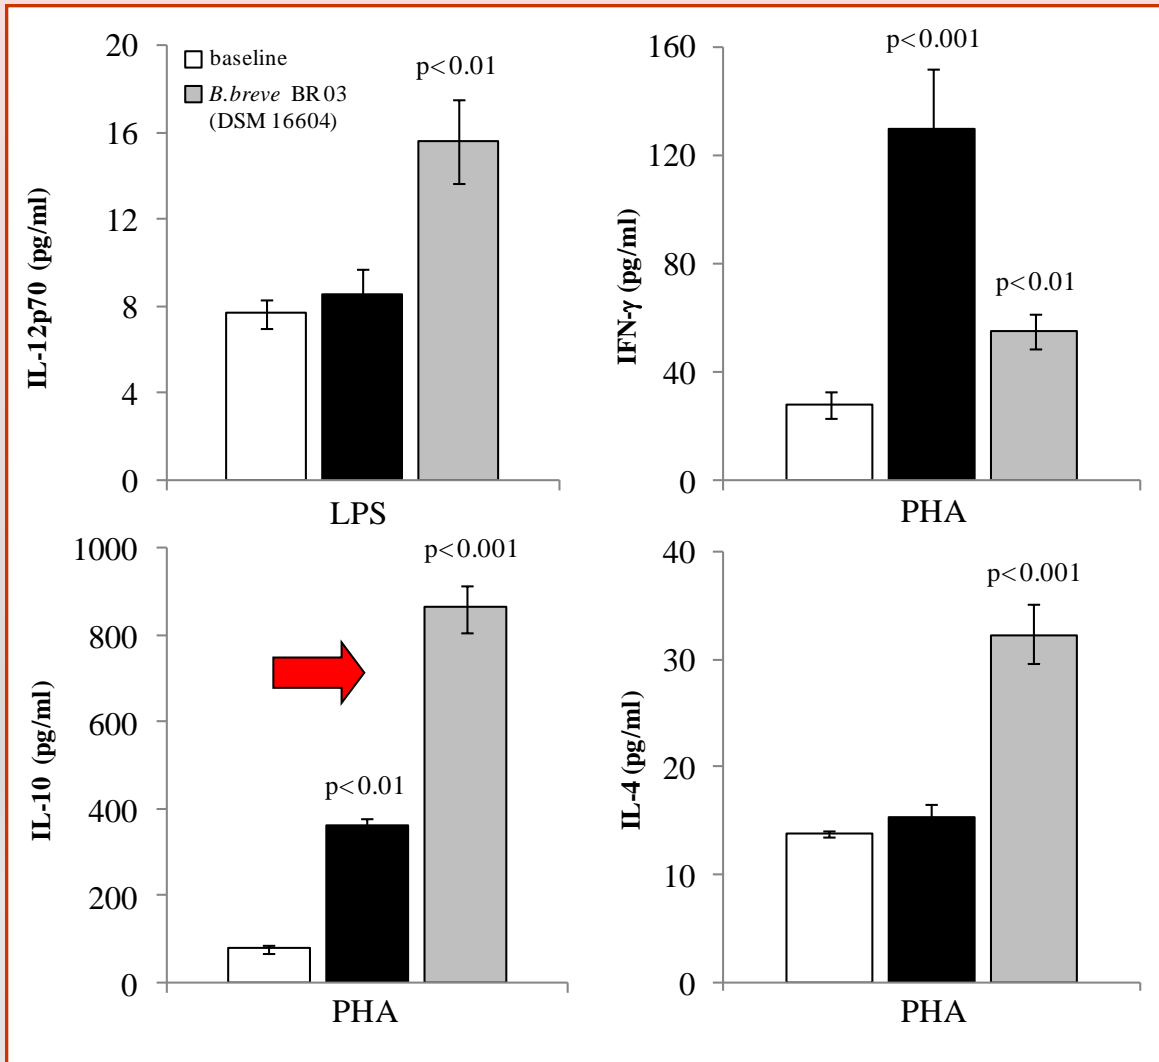 IL-12p70 (pg/ml)
20
16
12
8
4
0
baseline
B.breve BR03
(DSM 16604)
p<0.01
LPS
IFN-γ (pg/ml)
160
120
80
40
0
p<0.001
p<0.01
PHA
IL-10 (pg/ml)
1000
800
600
400
200
0
p<0.01
p<0.001
PHA
IL-4 (pg/ml)
40
30
20
10
0
p<0.001
PHA